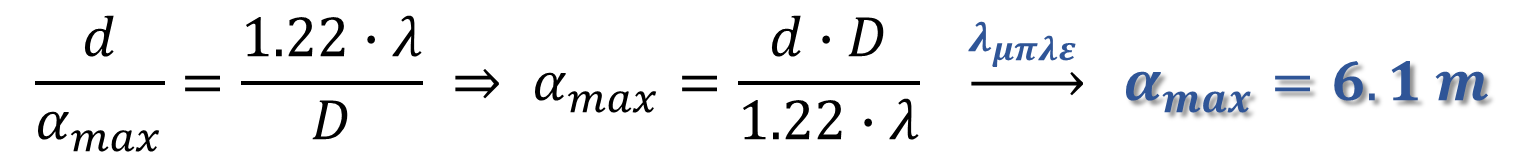 d/α_max = 1.22 · λ/D ⇒ α_max = d · D/1.22 · λ λ_μπλε → α_max = 6.1 m